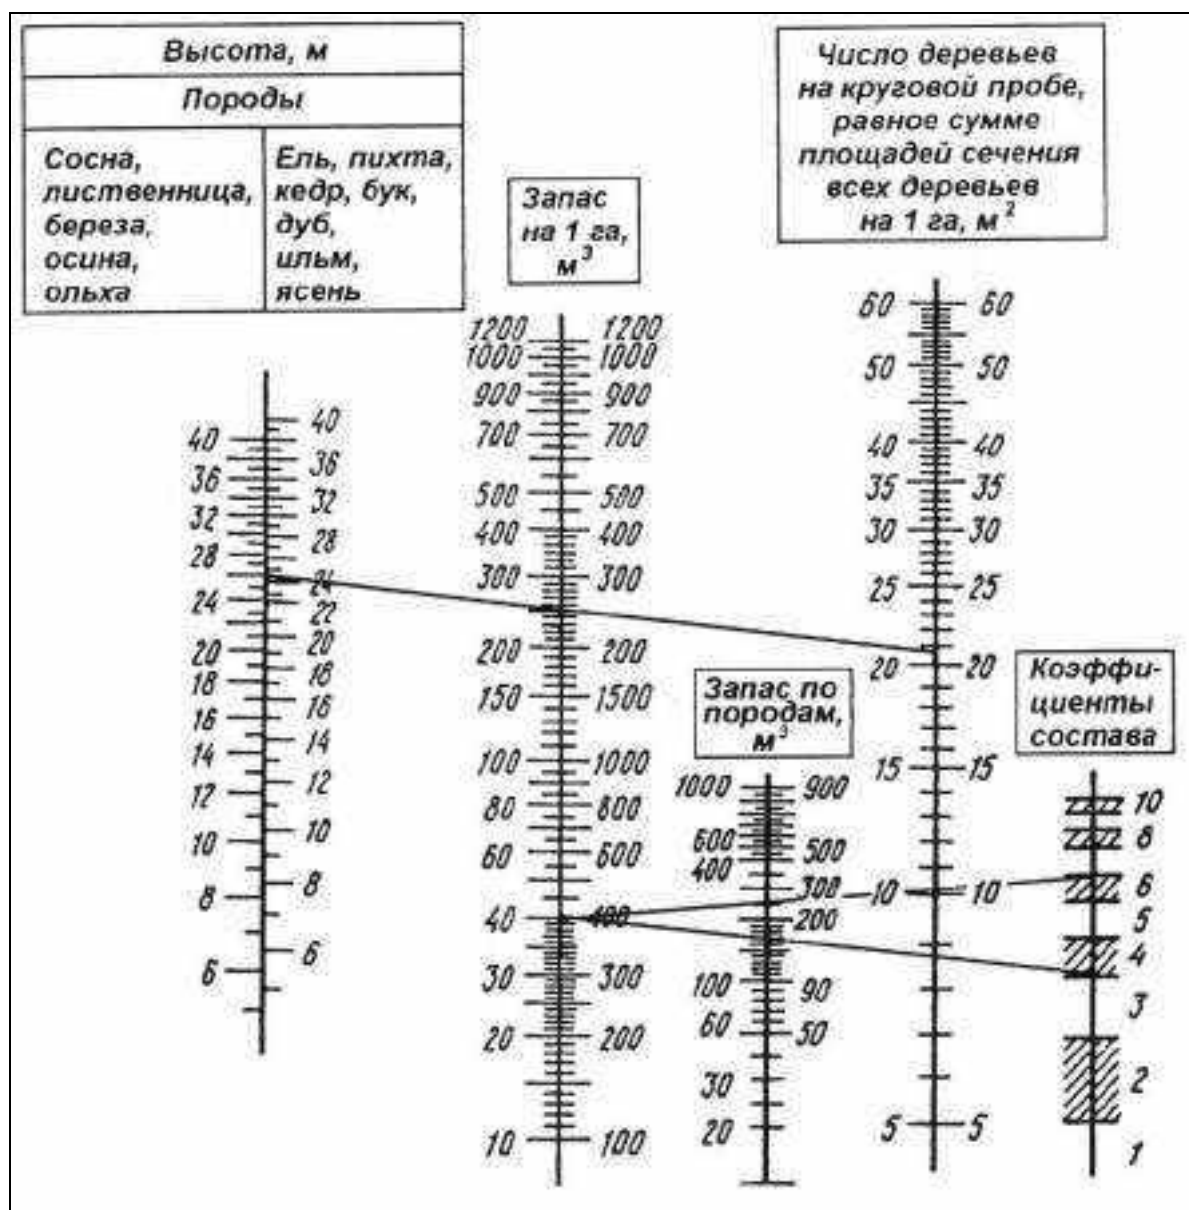 Высота, м
Породы
Сосна,
лиственница,
береза,
осина,
ольха
Ель, пихта,
кедр, бук,
дуб,
ильм,
ясень
40 40
36 36
32 32
28 28
24 24
22
20 20
18 18
16 16
14 14
12 12
10 10
8 8
6 6
Запас
на 1 га,
м³
1200 1200
1000 1000
900 900
700 700
500 500
400 400
300 300
200 200
150 1500
100 1000
80 800
60 600
40 400
30 300
20 200
10 100
Запас по
породам,
м³
1000 900
600 500
400 300
200
100 90
60 50
30
20
Число деревьев
на круговой пробе,
равное сумме
площадей сечения
всех деревьев
на 1 га, м²
60 60
50 50
40 40
35 35
30 30
25 25
20 20
15 15
10 10
5 5
Коэффи-
циенты
состава
10
8
6
5
4
3
2
1